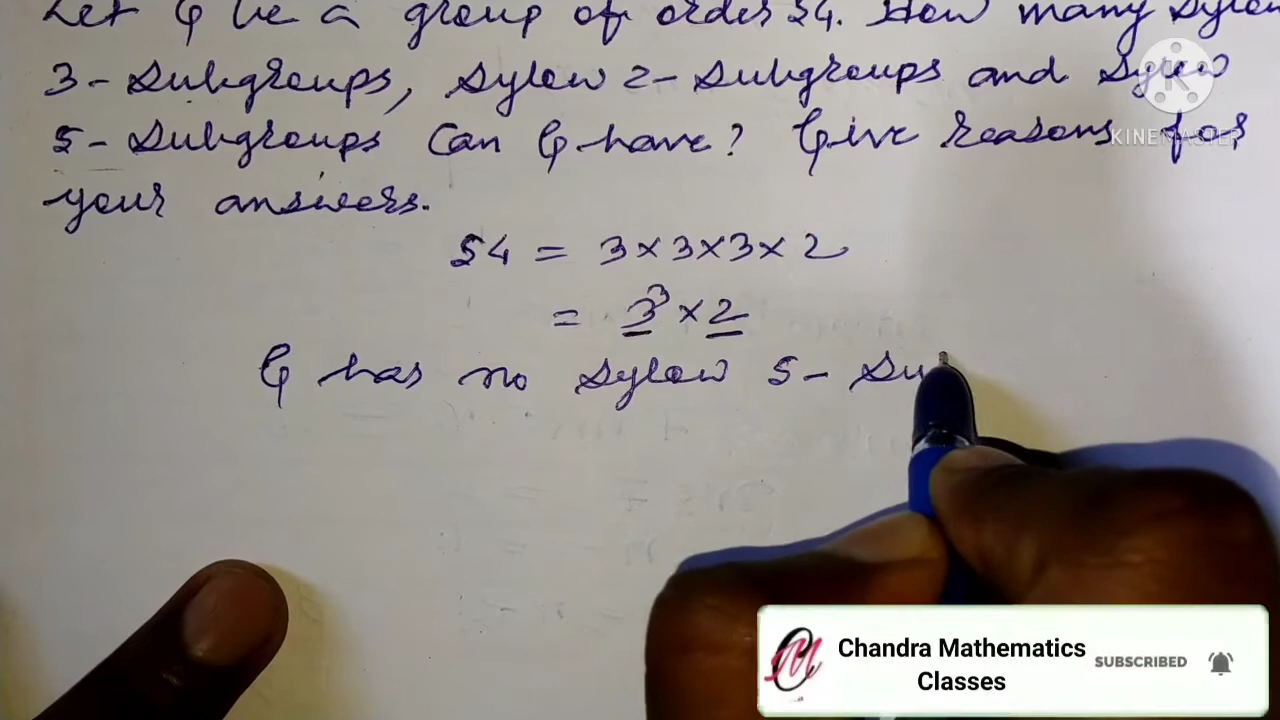 Let G be a group of order 54. How many Sylow
3- Subgroups, Sylow 2- Subgroups and Sylow
5- Subgroups Can G have? Give reasons for
your answers.
54 = 3×3×3×2
= 3³×2
G has no Sylow 5- Su
KINEMASTER
Chandra Mathematics
Classes
SUBSCRIBED